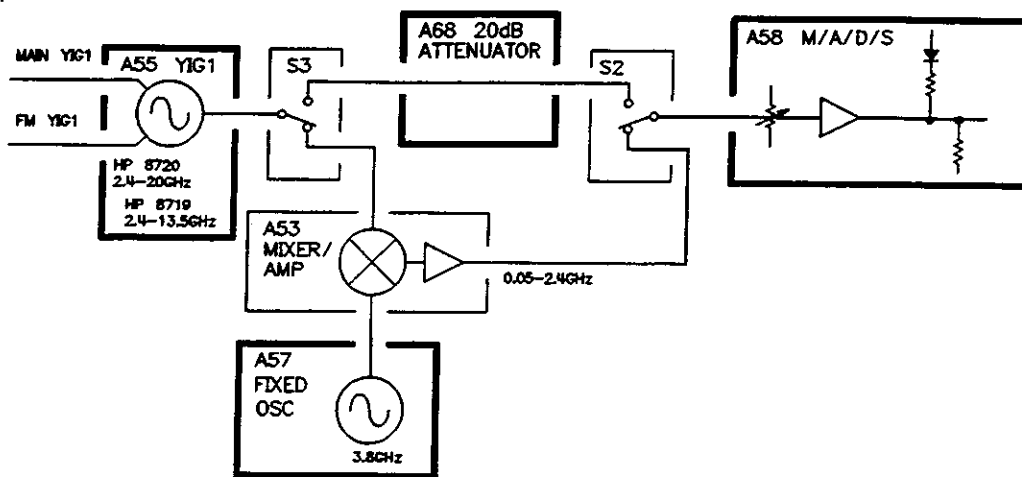 MAIN YIG1
FM YIG1
A55 YIG1
HP 8720
2.4-20GHz
HP 8719
2.4-13.5GHz
S3
A68 20dB
ATTENUATOR
S2
A58 M/A/D/S
A53
MIXER/
AMP
0.05-2.4GHz
A57
FIXED
OSC
3.8GHz